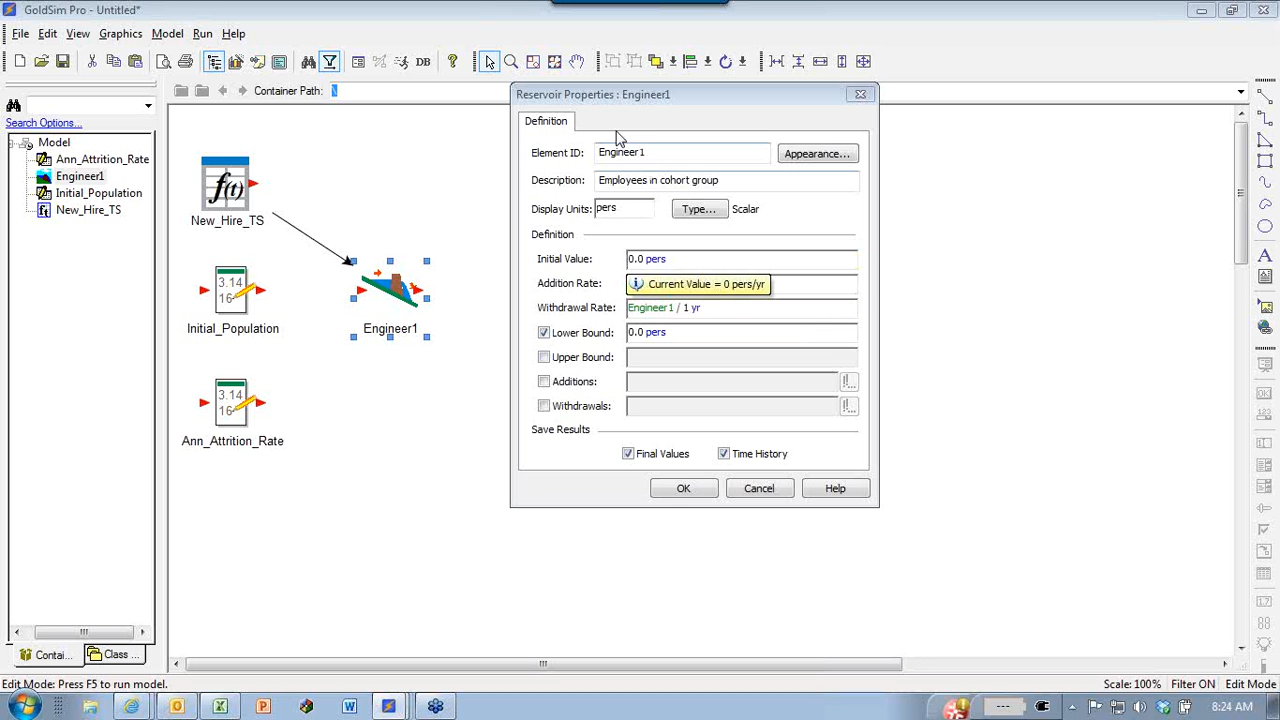 GoldSim Pro - Untitled*
File Edit View Graphics Model Run Help
DB
Container Path: \
Search Options...
Model
Ann_Attrition_Rate
Engineer1
Initial_Population
New_Hire_TS
f(t)
New_Hire_TS
3.14
16
Initial_Population
3.14
16
Ann_Attrition_Rate
Engineer1
Reservoir Properties : Engineer1
Definition
Element ID: Engineer1 Appearance...
Description: Employees in cohort group
Display Units: pers Type... Scalar
Definition
Initial Value: 0.0 pers
Addition Rate: Current Value = 0 pers/yr
Withdrawal Rate: Engineer1 / 1 yr
Lower Bound: 0.0 pers
Upper Bound:
Additions:
Withdrawals:
Save Results
Final Values Time History
OK Cancel Help
Contai... Class ...
Edit Mode: Press F5 to run model. Scale: 100% Filter ON Edit Mode
8:24 AM